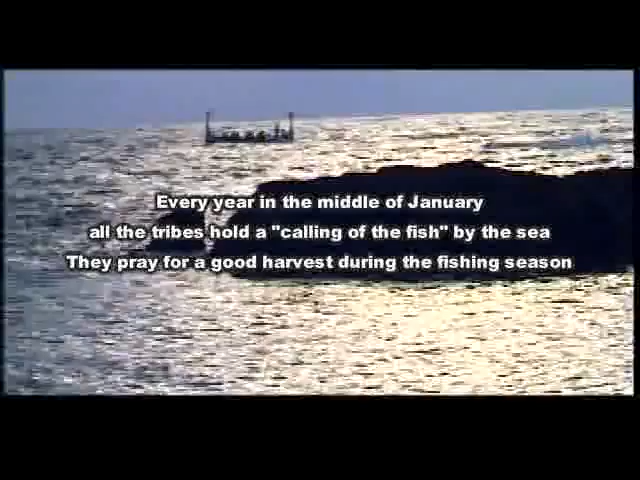 Every year in the middle of January
all the tribes hold a "calling of the fish" by the sea
They pray for a good harvest during the fishing season